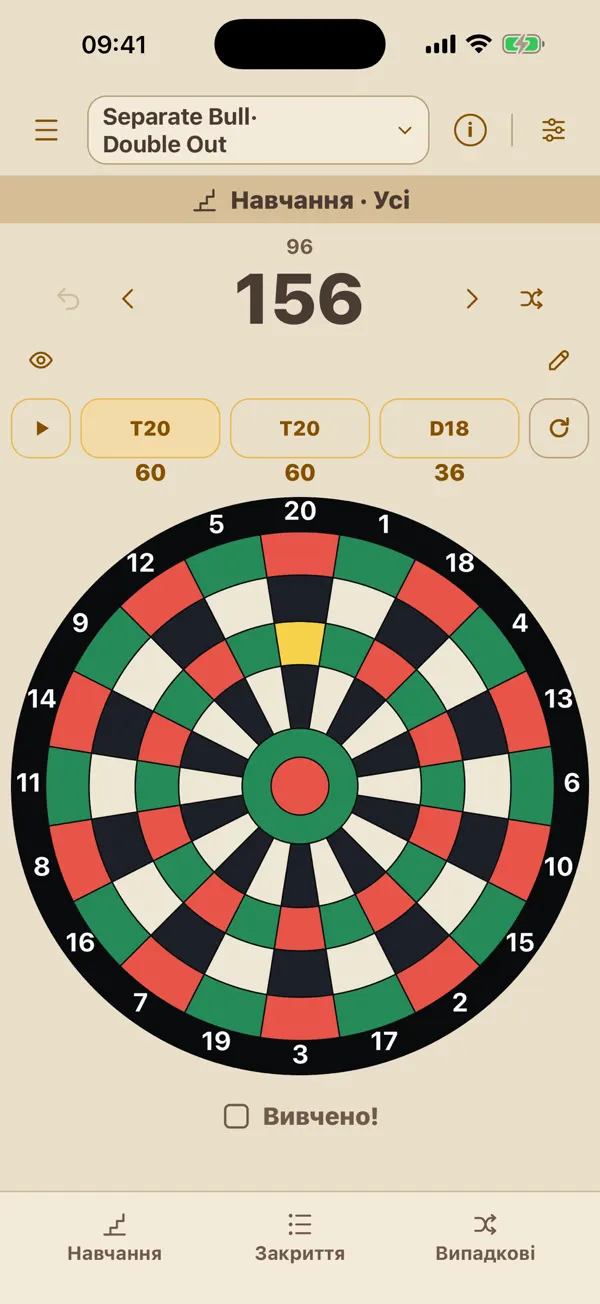 09:41
Separate Bull·
Double Out
Навчання · Усі
96
156
T20
T20
D18
60
60
36
20
1
18
4
13
6
10
15
2
17
3
19
7
16
8
11
14
9
12
5
Вивчено!
Навчання
Закриття
Випадкові